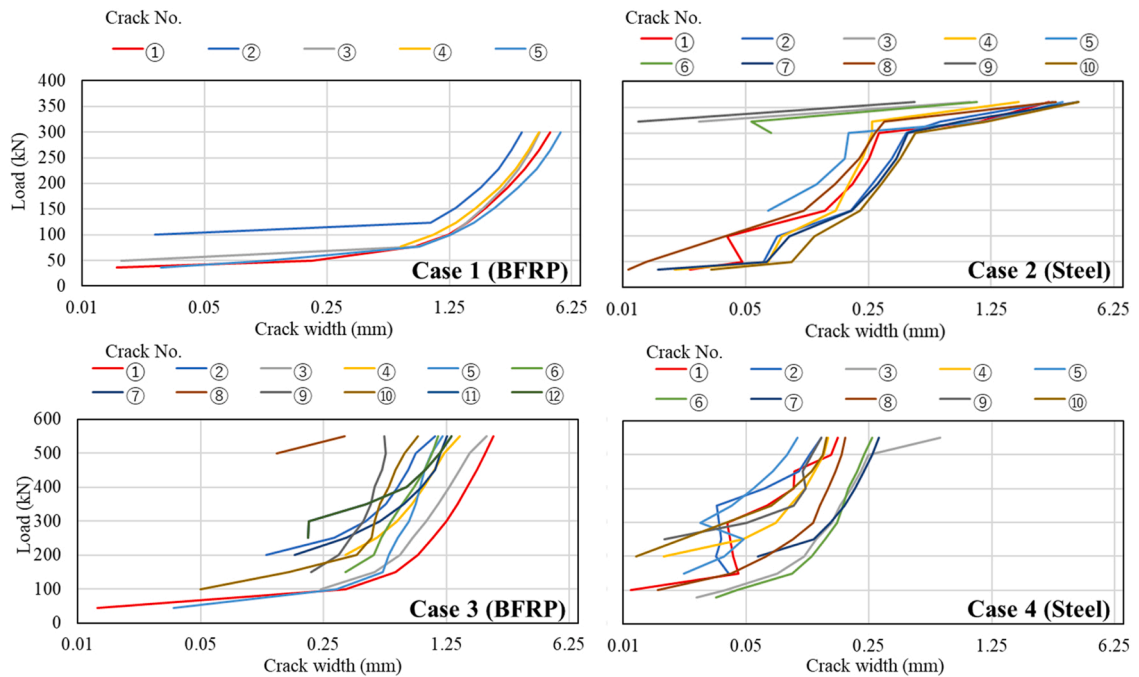 Crack No.
① ② ③ ④ ⑤
400
350
300
250
200
150
100
50
0
Load (kN)
0.01 0.05 0.25 1.25 6.25
Crack width (mm)
Case 1 (BFRP)
Crack No.
① ② ③ ④ ⑤
⑥ ⑦ ⑧ ⑨ ⑩
0.01 0.05 0.25 1.25 6.25
Crack width (mm)
Case 2 (Steel)
Crack No.
① ② ③ ④ ⑤ ⑥
⑦ ⑧ ⑨ ⑩ ⑪ ⑫
600
500
400
300
200
100
0
Load (kN)
0.01 0.05 0.25 1.25 6.25
Crack width (mm)
Case 3 (BFRP)
Crack No.
① ② ③ ④ ⑤
⑥ ⑦ ⑧ ⑨ ⑩
0.01 0.05 0.25 1.25 6.25
Crack width (mm)
Case 4 (Steel)